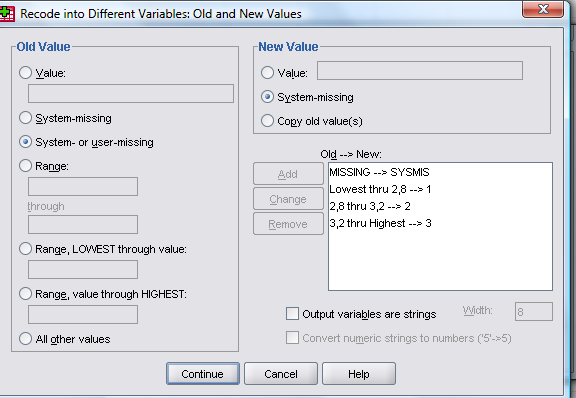 Recode into Different Variables: Old and New Values
Old Value
Value:
System-missing
System- or user-missing
Range:
through
Range, LOWEST through value:
Range, value through HIGHEST:
All other values
New Value
Value:
System-missing
Copy old value(s)
Old --> New:
Add
Change
Remove
MISSING --> SYSMIS
Lowest thru 2,8 --> 1
2,8 thru 3,2 --> 2
3,2 thru Highest --> 3
Output variables are strings
Width:
8
Convert numeric strings to numbers ('5'->5)
Continue
Cancel
Help